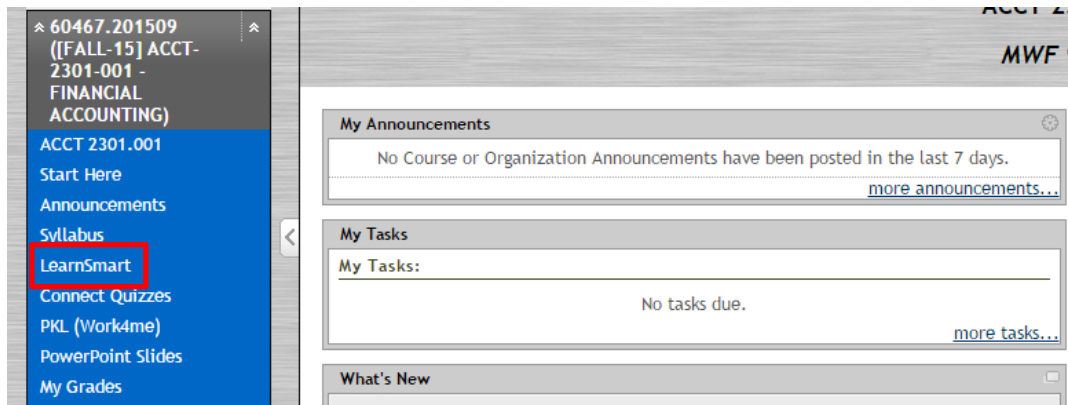 60467.201509
([FALL-15] ACCT-
2301-001 -
FINANCIAL
ACCOUNTING)
ACCT 2301.001
Start Here
Announcements
Syllabus
LearnSmart
Connect Quizzes
PKL (Work4me)
PowerPoint Slides
My Grades
MWF
My Announcements
No Course or Organization Announcements have been posted in the last 7 days.
more announcements...
My Tasks
My Tasks:
No tasks due.
more tasks...
What's New